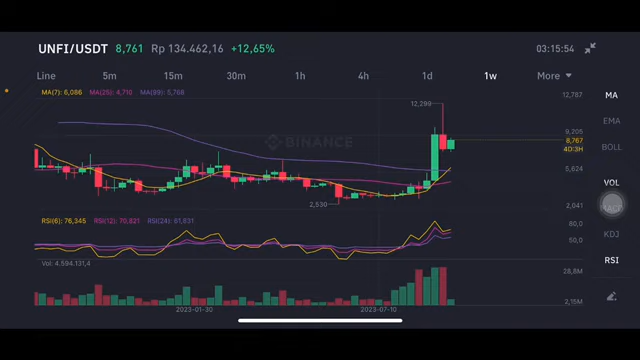 UNFI/USDT 8,761 Rp 134.462,16 +12,65% 03:15:54
Line 5m 15m 30m 1h 4h 1d 1w More
MA(7): 6,086 MA(25): 4,710 MA(99): 5,768
12,787
12,299
9,205
8,767
4D:3H
5,624
2,530
2,041
BINANCE
RSI(6): 76,345 RSI(12): 70,821 RSI(24): 61,831
80,0
50,0
Vol: 4.594.131,4
28,8M
2,15M
2023-01-30 2023-07-10
MA
EMA
BOLL
VOL
KDJ
RSI